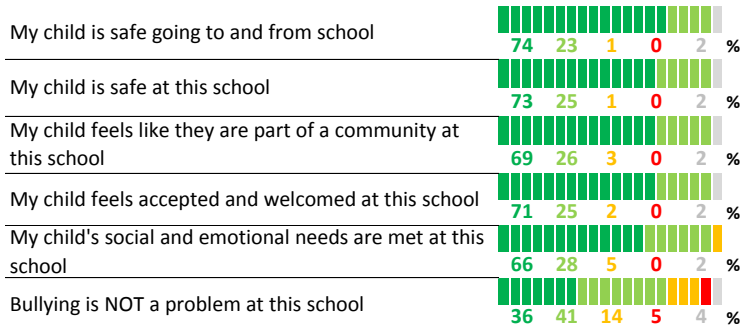 My child is safe going to and from school
74 23 1 0 2 %
My child is safe at this school
73 25 1 0 2 %
My child feels like they are part of a community at
this school
69 26 3 0 2 %
My child feels accepted and welcomed at this school
71 25 2 0 2 %
My child's social and emotional needs are met at this
school
66 28 5 0 2 %
Bullying is NOT a problem at this school
36 41 14 5 4 %